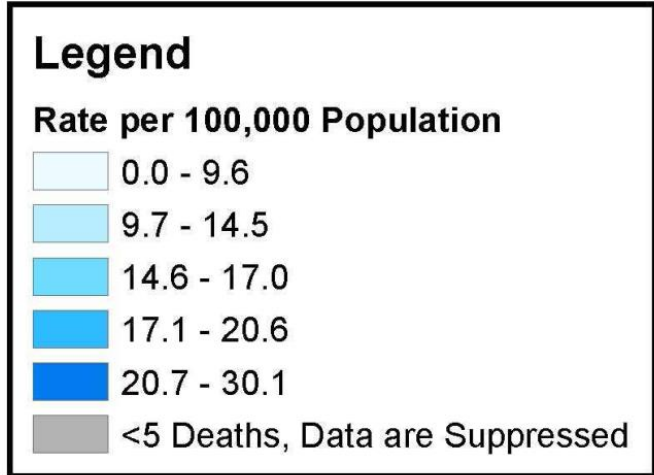 Legend
Rate per 100,000 Population
0.0 - 9.6
9.7 - 14.5
14.6 - 17.0
17.1 - 20.6
20.7 - 30.1
<5 Deaths, Data are Suppressed